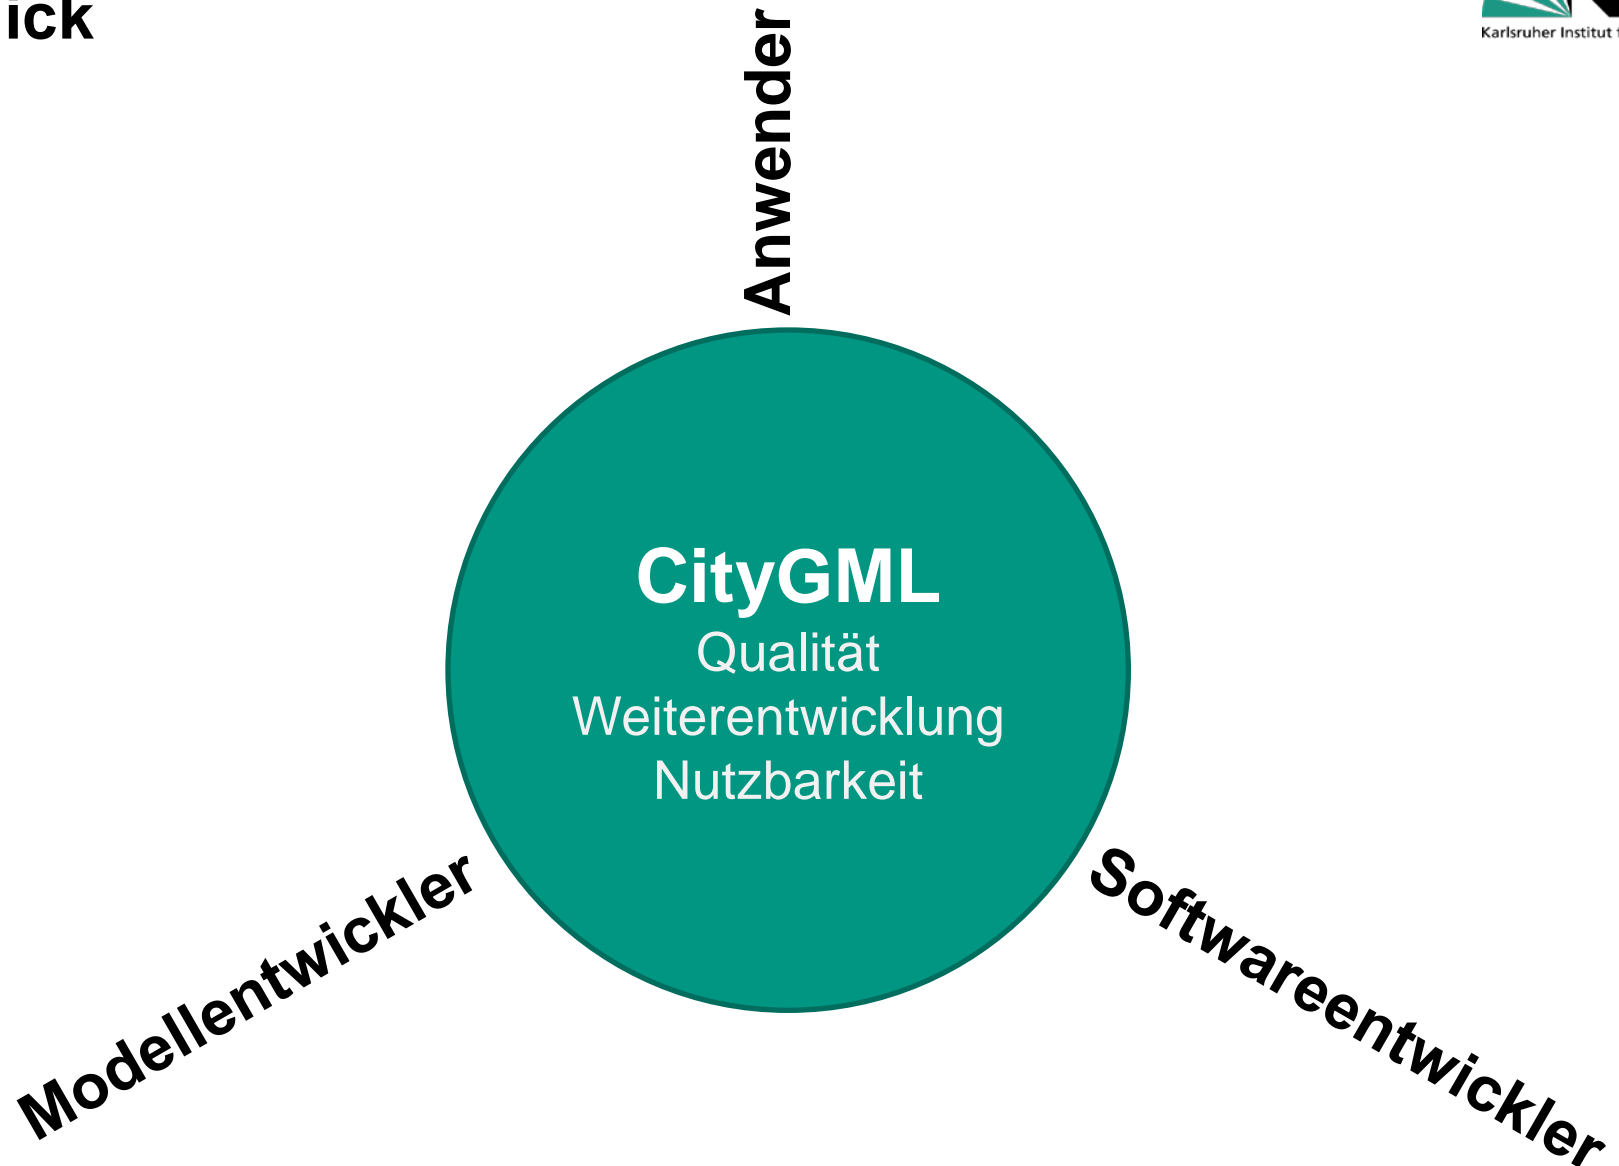 ick
Karlsruher Institut f
Anwender
CityGML
Qualität
Weiterentwicklung
Nutzbarkeit
Modellentwickler
Softwareentwickler